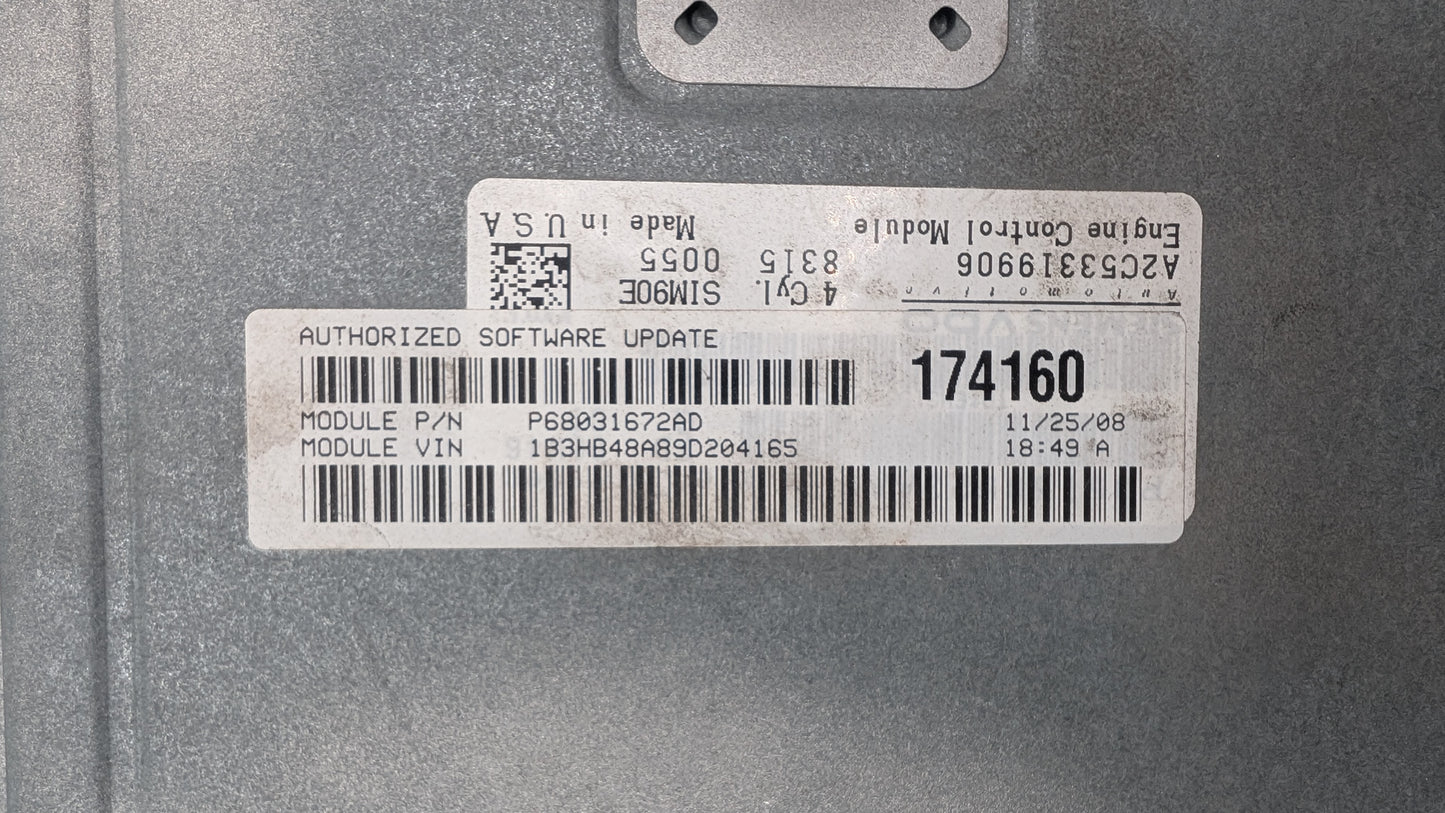 Engine Control Module Made in U.S.A.
A2C53319906 8315 0055
Automotive 4 Cyl. SIM90E
AUTHORIZED SOFTWARE UPDATE
174160
MODULE P/N P68031672AD 11/25/08
MODULE VIN 1B3HB48A89D204165 18:49 A